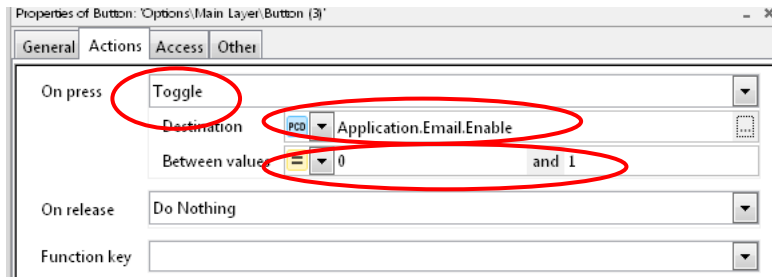 Properties of Button: 'Options\Main Layer\Button (3)'
General Actions Access Other
On press Toggle
Destination PCD Application.Email.Enable ...
Between values = 0 and 1
On release Do Nothing
Function key